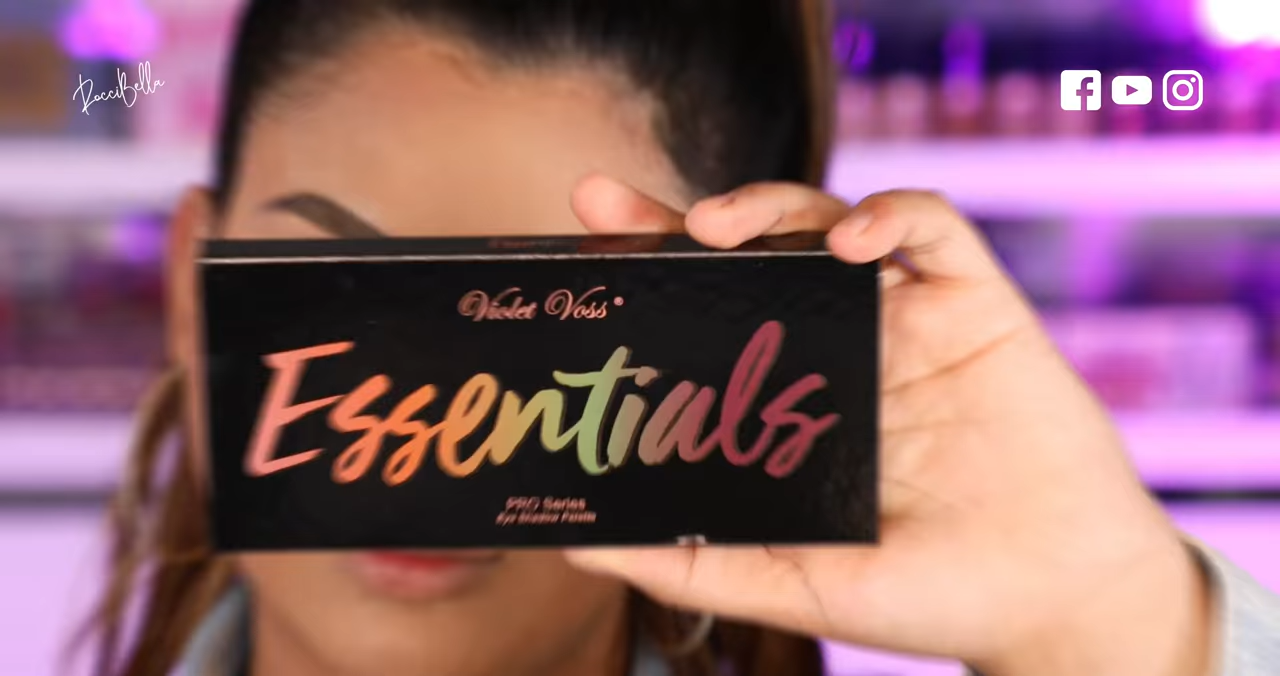 RocciBella
Violet Voss®
Essentials
PRO Series
Eye Shadow Palette